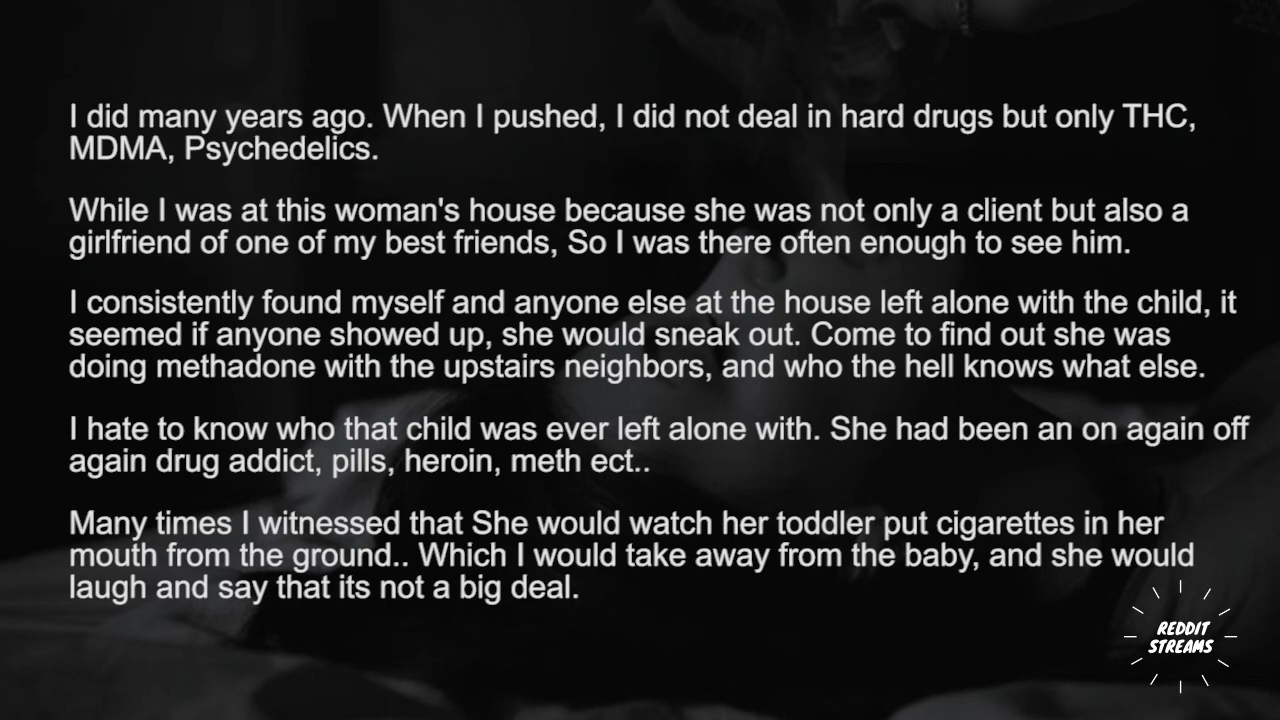 I did many years ago. When I pushed, I did not deal in hard drugs but only THC,
MDMA, Psychedelics.
While I was at this woman's house because she was not only a client but also a
girlfriend of one of my best friends, So I was there often enough to see him.
I consistently found myself and anyone else at the house left alone with the child, it
seemed if anyone showed up, she would sneak out. Come to find out she was
doing methadone with the upstairs neighbors, and who the hell knows what else.
I hate to know who that child was ever left alone with. She had been an on again off
again drug addict, pills, heroin, meth ect..
Many times I witnessed that She would watch her toddler put cigarettes in her
mouth from the ground.. Which I would take away from the baby, and she would
laugh and say that its not a big deal.
REDDIT
STREAMS